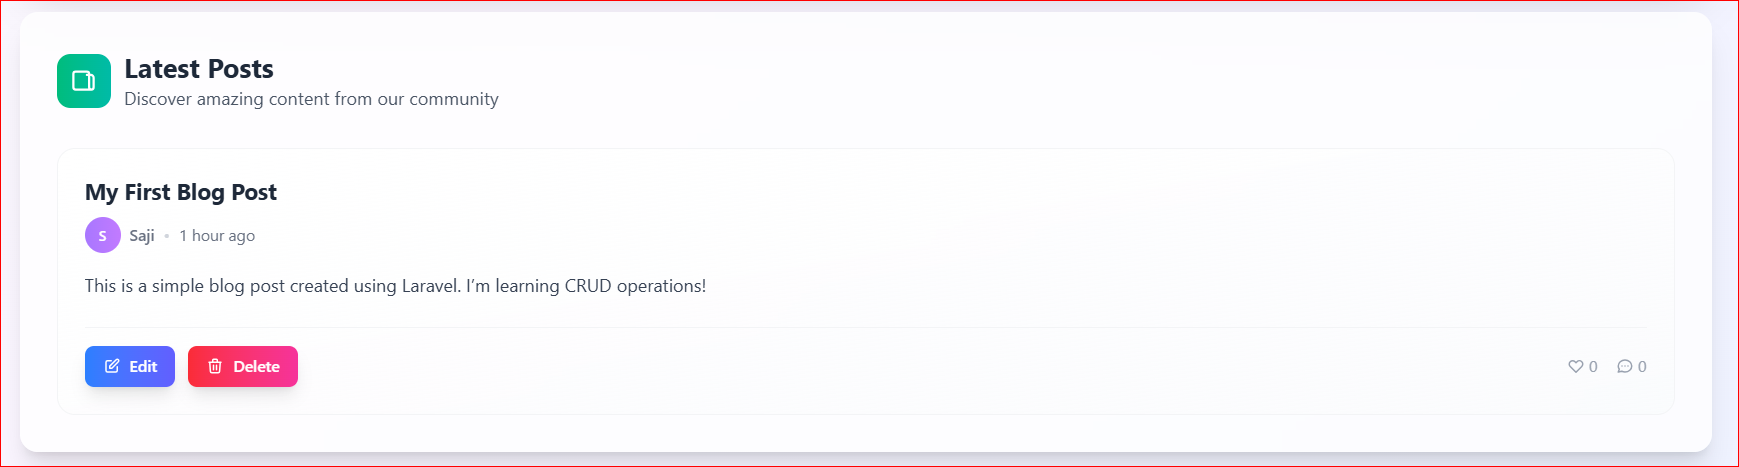 Latest Posts
Discover amazing content from our community
My First Blog Post
S Saji • 1 hour ago
This is a simple blog post created using Laravel. I’m learning CRUD operations!
Edit Delete 0 0